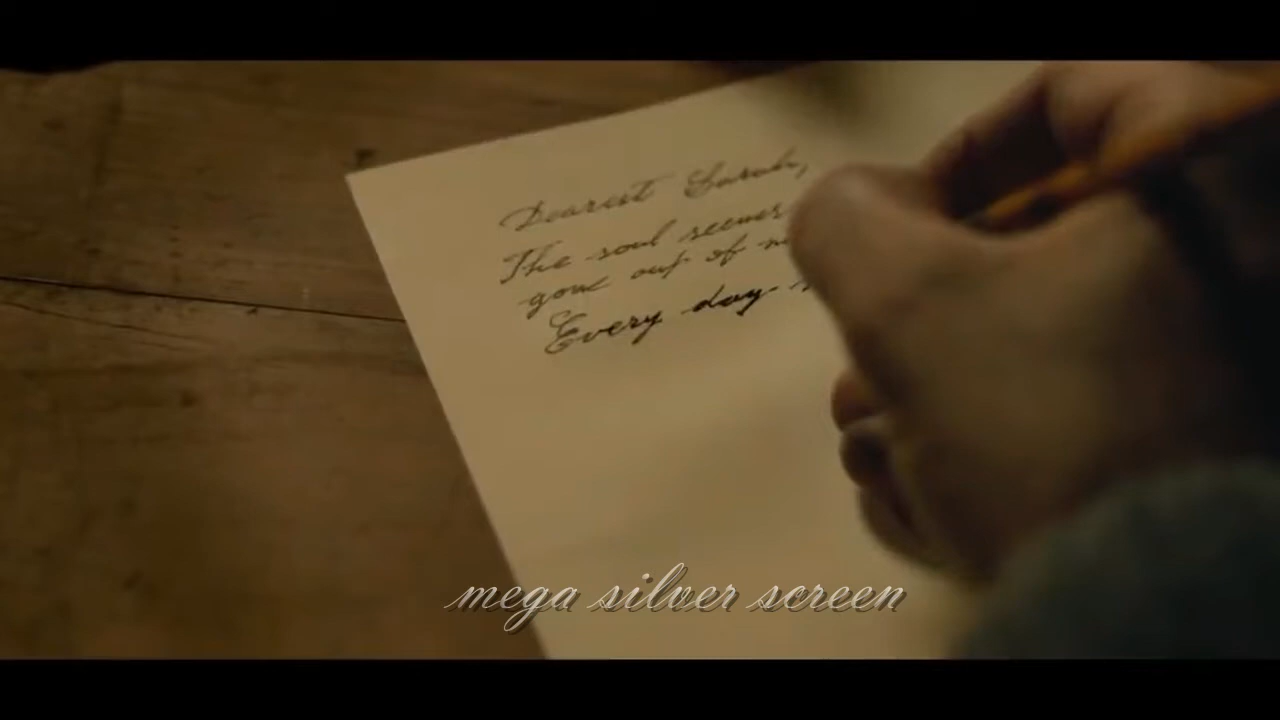 Dearest Sarah,
The soul seems
gone out of
Every day
mega silver screen